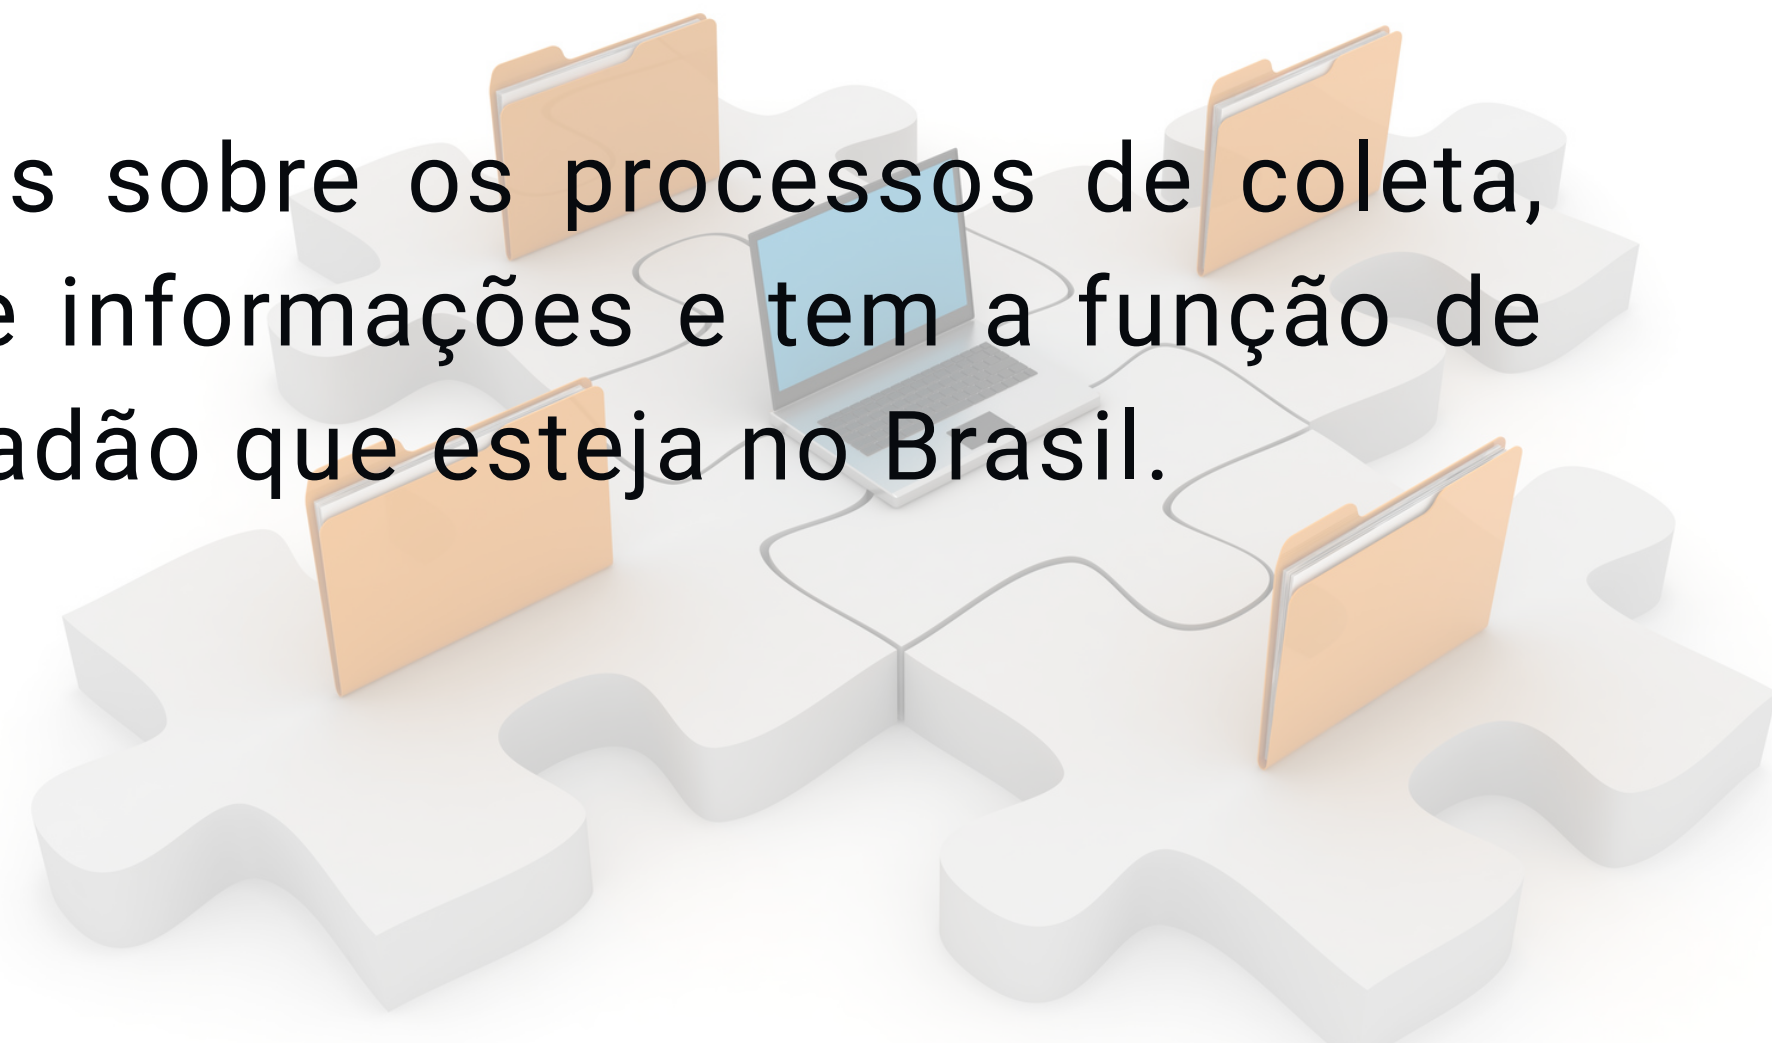 s sobre os processos de coleta,
e informações e tem a função de
adão que esteja no Brasil.